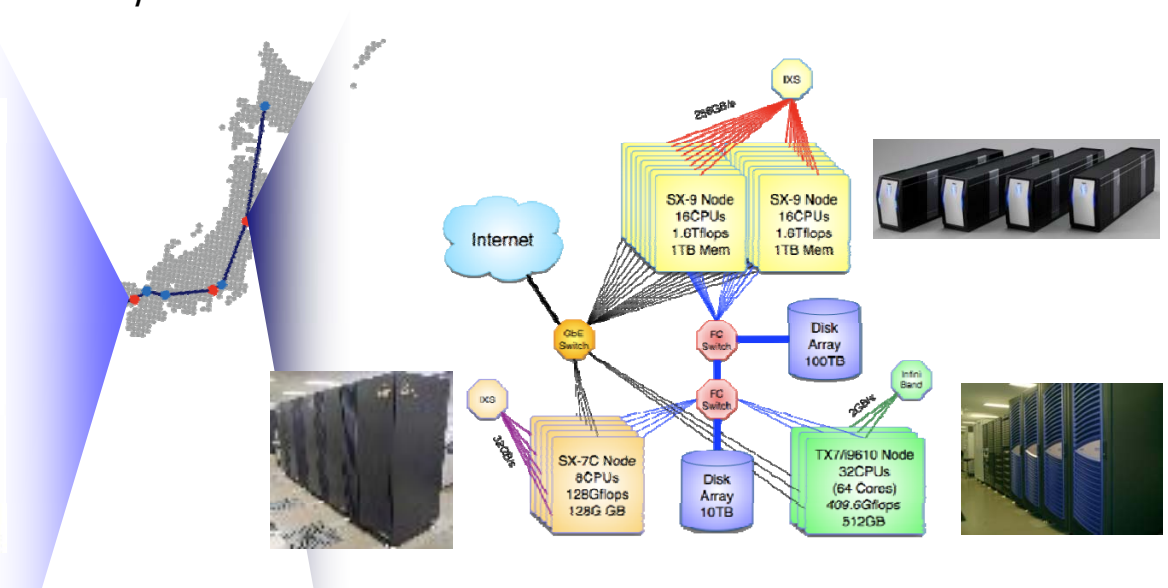 IXS
256GB/s
SX-9 Node
16CPUs
1.6Tflops
1TB Mem
SX-9 Node
16CPUs
1.6Tflops
1TB Mem
Internet
GbE
Switch
FC
Switch
Disk
Array
100TB
Infini
Band
2GB/s
IXS
32GB/s
FC
Switch
SX-7C Node
8CPUs
128Gflops
128G GB
Disk
Array
10TB
TX7/i9610 Node
32CPUs
(64 Cores)
409.6Gflops
512GB